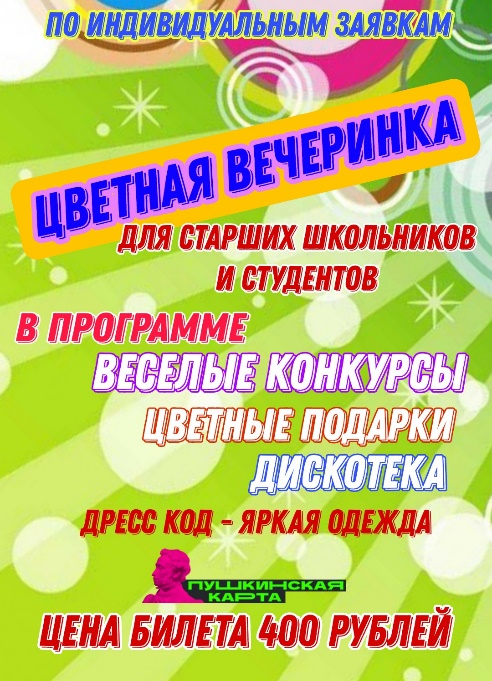 ПО ИНДИВИДУАЛЬНЫМ ЗАЯВКАМ
ЦВЕТНАЯ ВЕЧЕРИНКА
ДЛЯ СТАРШИХ ШКОЛЬНИКОВ
И СТУДЕНТОВ
В ПРОГРАММЕ
ВЕСЕЛЫЕ КОНКУРСЫ
ЦВЕТНЫЕ ПОДАРКИ
ДИСКОТЕКА
ДРЕСС КОД - ЯРКАЯ ОДЕЖДА
ПУШКИНСКАЯ
КАРТА
ЦЕНА БИЛЕТА 400 РУБЛЕЙ